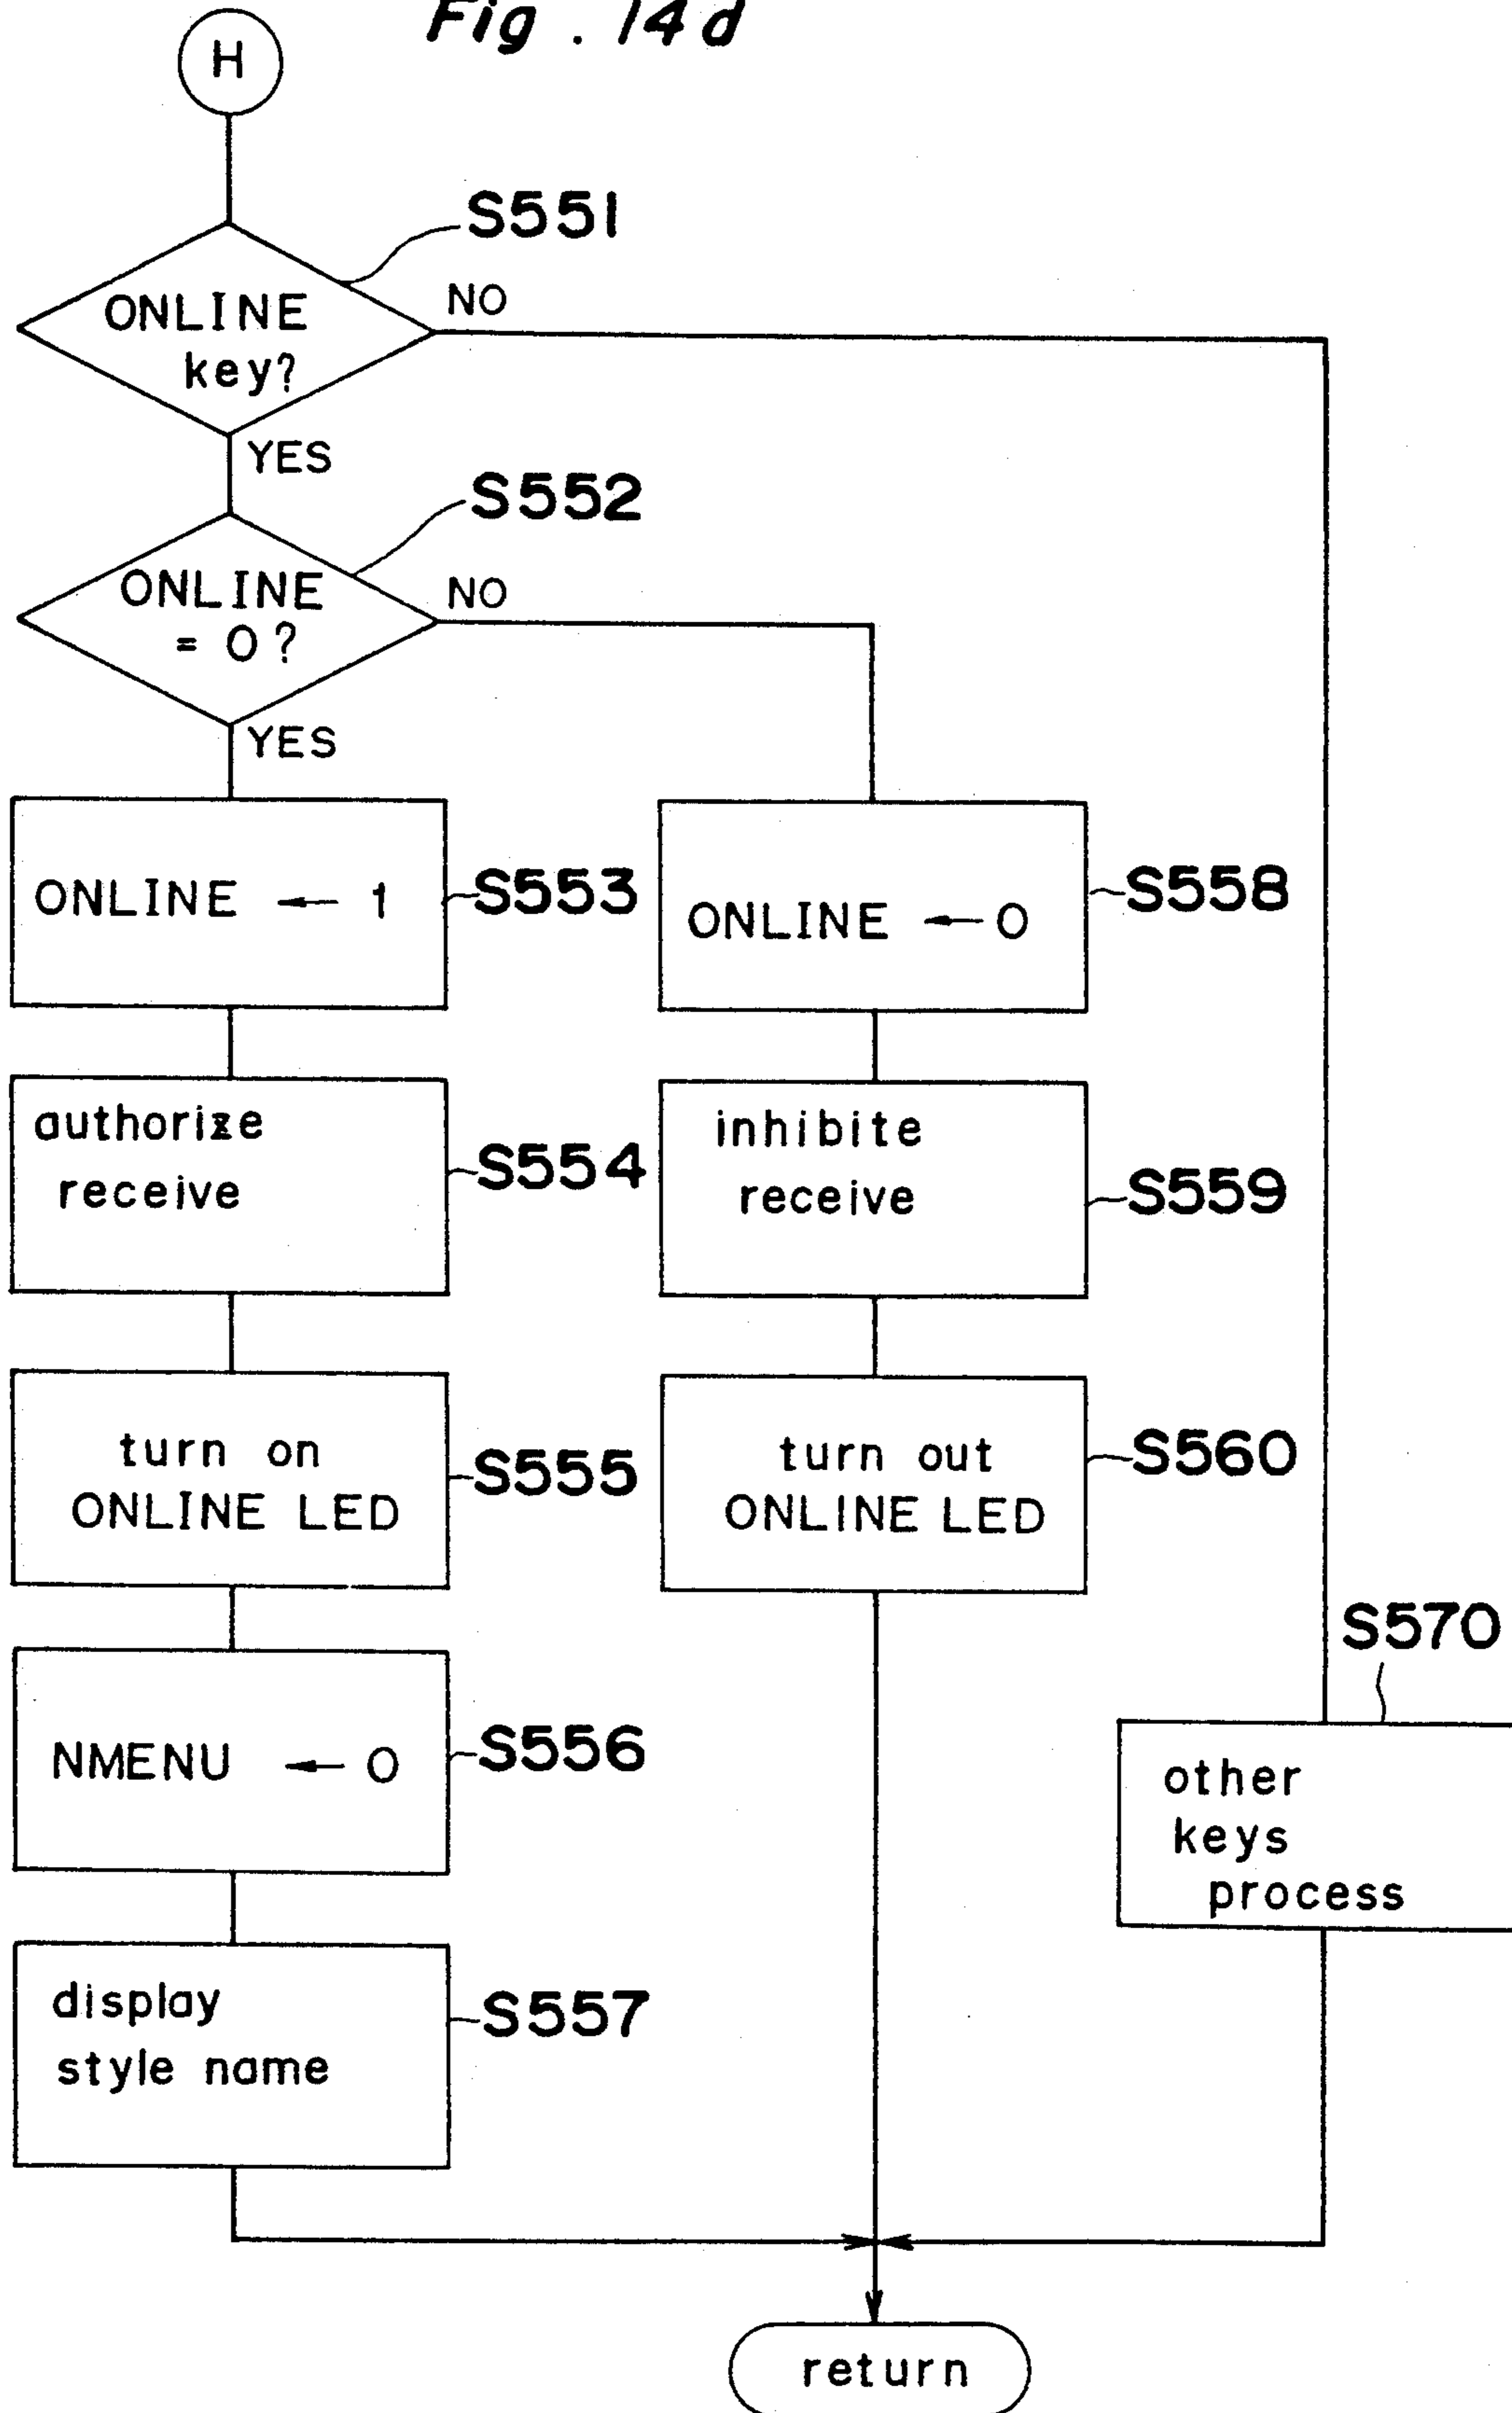 Fig. 14d
H
S551
ONLINE
key?
NO
YES
S552
ONLINE
= 0?
NO
YES
ONLINE ← 1
S553
ONLINE ← 0
S558
authorize
receive
S554
inhibite
receive
S559
turn on
ONLINE LED
S555
turn out
ONLINE LED
S560
NMENU ← 0
S556
S570
other
keys
process
display
style name
S557
return